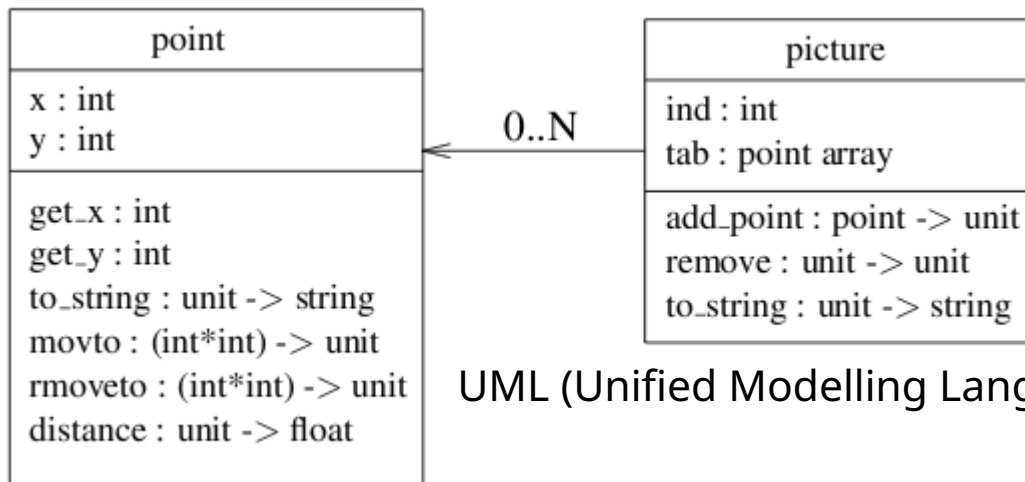 point
x : int
y : int
get_x : int
get_y : int
to_string : unit -> string
movto : (int*int) -> unit
rmoveto : (int*int) -> unit
distance : unit -> float
0..N
picture
ind : int
tab : point array
add_point : point -> unit
remove : unit -> unit
to_string : unit -> string
UML (Unified Modelling Lang